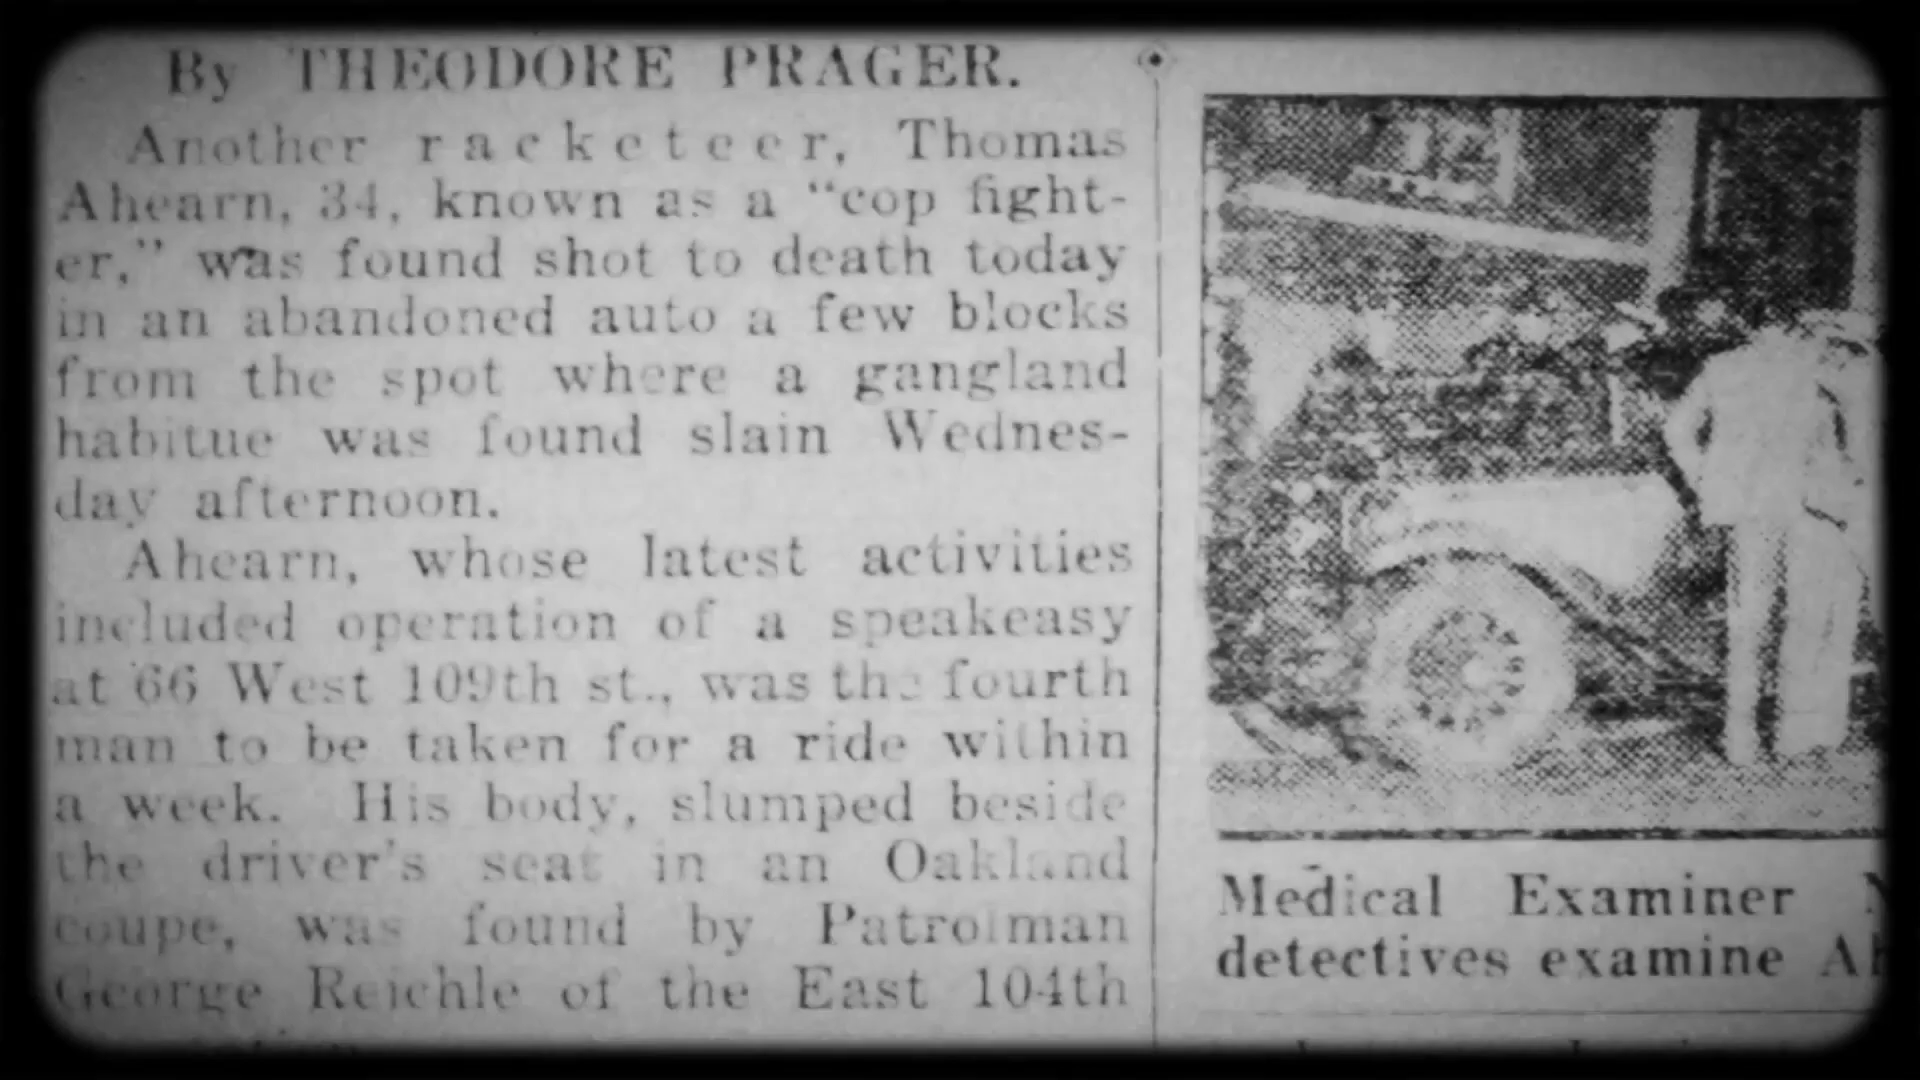 By THEODORE PRAGER.
Another racketeer, Thomas
Ahearn, 34, known as a “cop fight-
er,” was found shot to death today
in an abandoned auto a few blocks
from the spot where a gangland
habitue was found slain Wednes-
day afternoon.
Ahearn, whose latest activities
included operation of a speakeasy
at 66 West 109th st., was the fourth
man to be taken for a ride within
a week. His body, slumped beside
the driver's seat in an Oakland
coupe, was found by Patrolman
George Reichle of the East 104th
Medical Examiner
detectives examine